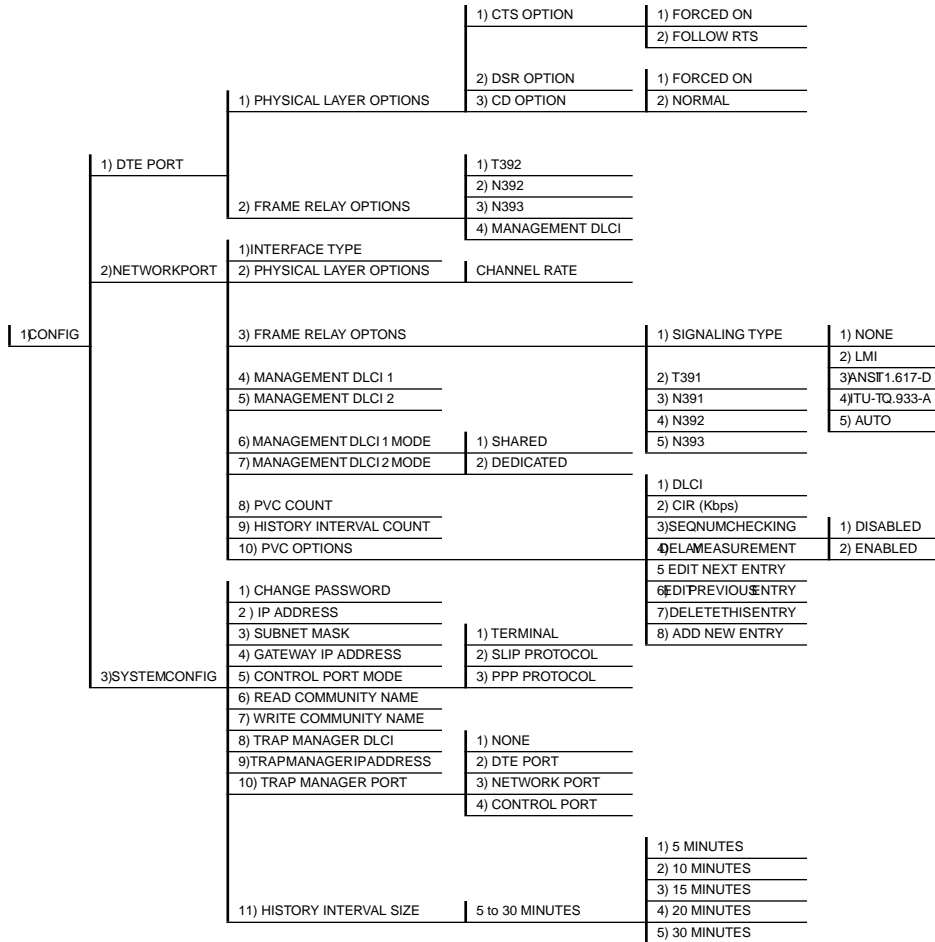 1) CTS OPTION
1) FORCED ON
2) FOLLOW RTS
2) DSR OPTION
1) FORCED ON
1) PHYSICAL LAYER OPTIONS
3) CD OPTION
2) NORMAL
1) DTE PORT
1) T392
2) N392
2) FRAME RELAY OPTIONS
3) N393
4) MANAGEMENT DLCI
1)INTERFACE TYPE
2)NETWORKPORT
2) PHYSICAL LAYER OPTIONS
CHANNEL RATE
1)CONFIG
3) FRAME RELAY OPTONS
1) SIGNALING TYPE
1) NONE
2) LMI
4) MANAGEMENT DLCI 1
2) T391
3)ANST1.617-D
5) MANAGEMENT DLCI 2
3) N391
4)ITU-TQ.933-A
4) N392
5) AUTO
6) MANAGEMENT DLCI 1 MODE
1) SHARED
5) N393
7) MANAGEMENT DLCI 2 MODE
2) DEDICATED
1) DLCI
8) PVC COUNT
2) CIR (Kbps)
9) HISTORY INTERVAL COUNT
3)SEQNUMCHECKING
1) DISABLED
10) PVC OPTIONS
4)DELAYMEASUREMENT
2) ENABLED
5 EDIT NEXT ENTRY
1) CHANGE PASSWORD
6)EDITPREVIOUSENTRY
2 ) IP ADDRESS
7)DELETETHISENTRY
3) SUBNET MASK
1) TERMINAL
8) ADD NEW ENTRY
4) GATEWAY IP ADDRESS
2) SLIP PROTOCOL
3)SYSTEMCONFIG
5) CONTROL PORT MODE
3) PPP PROTOCOL
6) READ COMMUNITY NAME
7) WRITE COMMUNITY NAME
8) TRAP MANAGER DLCI
1) NONE
9)TRAPMANAGERIPADDRESS
2) DTE PORT
10) TRAP MANAGER PORT
3) NETWORK PORT
4) CONTROL PORT
1) 5 MINUTES
2) 10 MINUTES
3) 15 MINUTES
11) HISTORY INTERVAL SIZE
5 to 30 MINUTES
4) 20 MINUTES
5) 30 MINUTES